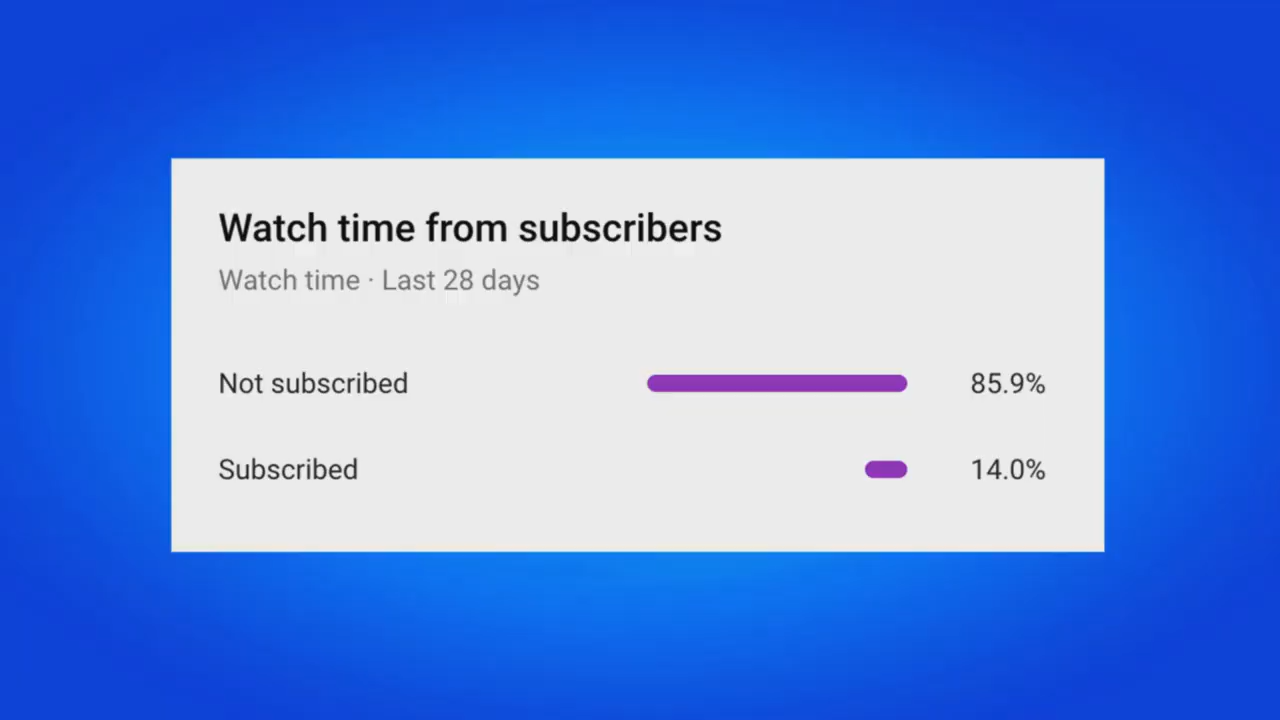 Watch time from subscribers
Watch time · Last 28 days
Not subscribed 85.9%
Subscribed 14.0%